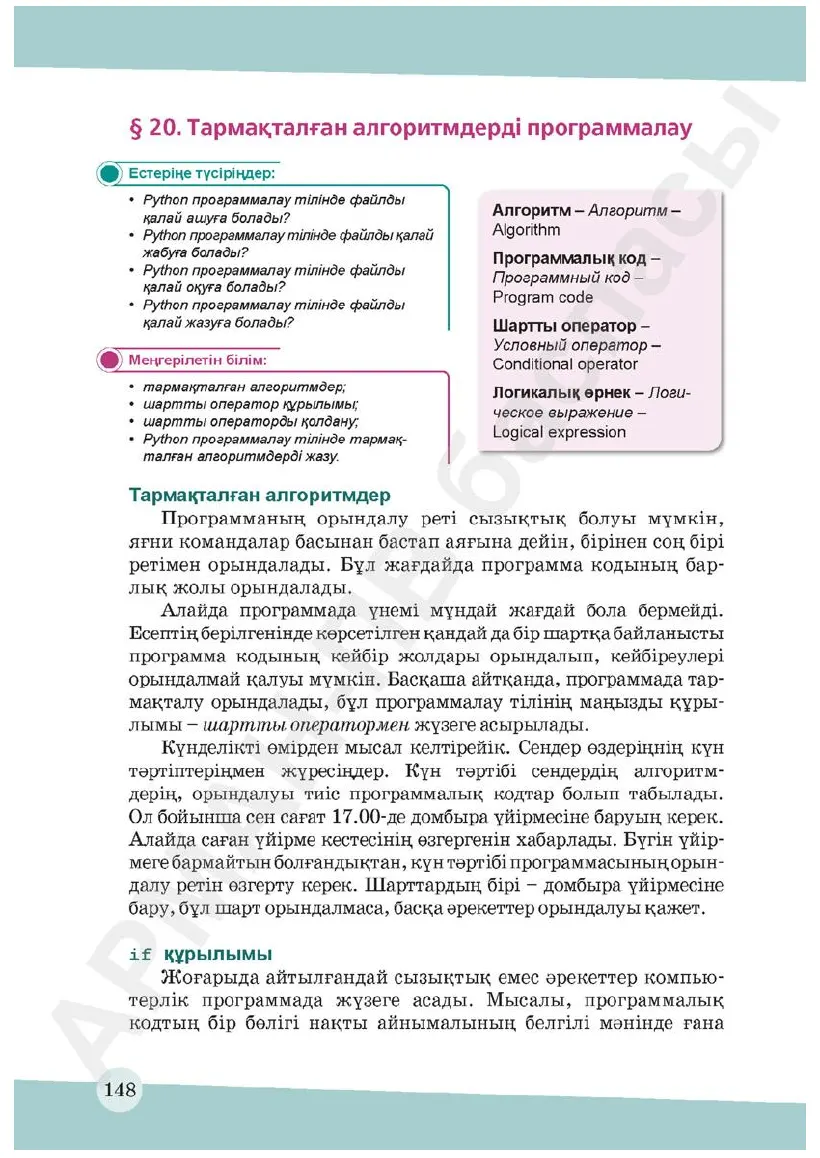 § 20. Тармақталған алгоритмдерді программалау
Естеріңе түсіріңдер:
• Python программалау тілінде файлды
қалай ашуға болады?
• Python программалау тілінде файлды қалай
жабуға болады?
• Python программалау тілінде файлды
қалай оқуға болады?
• Python программалау тілінде файлды
қалай жазуға болады?
Меңгерілетін білім:
• тармақталған алгоритмдер;
• шартты оператор құрылымы;
• шартты операторды қолдану;
• Python программалау тілінде тармақ-
талған алгоритмдерді жазу.
Алгоритм – Алгоритм –
Algorithm
Программалық код –
Программный код –
Program code
Шартты оператор –
Условный оператор –
Conditional operator
Логикалық өрнек – Логи-
ческое выражение –
Logical expression
Тармақталған алгоритмдер
Программаның орындалу реті сызықтық болуы мүмкін,
яғни командалар басынан бастап аяғына дейін, бірінен соң бірі
ретімен орындалады. Бұл жағдайда программа кодының бар-
лық жолы орындалады.
Алайда программада үнемі мұндай жағдай бола бермейді.
Есептің берілгенінде көрсетілген қандай да бір шартқа байланысты
программа кодының кейбір жолдары орындалып, кейбіреулері
орындалмай қалуы мүмкін. Басқаша айтқанда, программада тар-
мақталу орындалады, бұл программалау тілінің маңызды құры-
лымы – шартты оператормен жүзеге асырылады.
Күнделікті өмірден мысал келтірейік. Сендер өздеріңнің күн
тәртіптеріңмен жүресіңдер. Күн тәртібі сендердің алгоритм-
дерің, орындалуы тиіс программалық кодтар болып табылады.
Ол бойынша сен сағат 17.00-де домбыра үйірмесіне баруың керек.
Алайда саған үйірме кестесінің өзгергенін хабарлады. Бүгін үйір-
меге бармайтын болғандықтан, күн тәртібі программасының орын-
далу ретін өзгерту керек. Шарттардың бірі – домбыра үйірмесіне
бару, бұл шарт орындалмаса, басқа әрекеттер орындалуы қажет.
if құрылымы
Жоғарыда айтылғандай сызықтық емес әрекеттер компью-
терлік программада жүзеге асады. Мысалы, программалық
кодтың бір бөлігі нақты айнымалының белгілі мәнінде ғана
148
АРМАН-ПВ баспасы